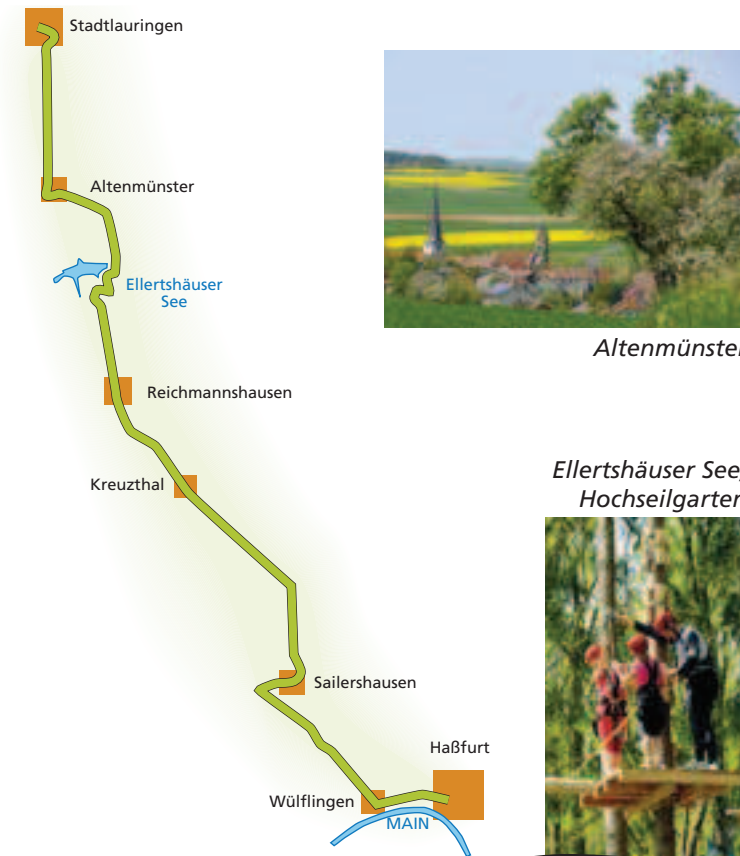 Stadtlauringen
Altenmünster
Ellertshäuser
See
Reichmannshausen
Kreuzthal
Sailershausen
Haßfurt
Wülflingen
MAIN
Altenmünster
Ellertshäuser See,
Hochseilgarten